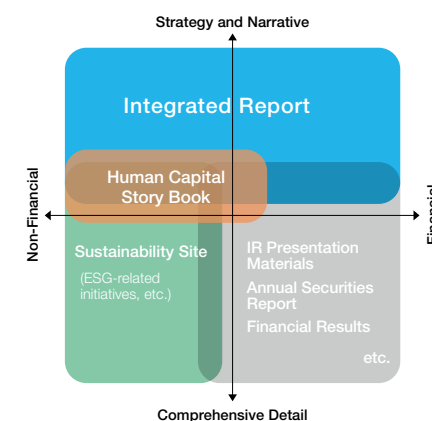 Strategy and Narrative
Integrated Report
Human Capital
Story Book
Non-Financial
Financial
Sustainability Site
(ESG-related
initiatives, etc.)
IR Presentation
Materials
Annual Securities
Report
Financial Results
etc.
Comprehensive Detail